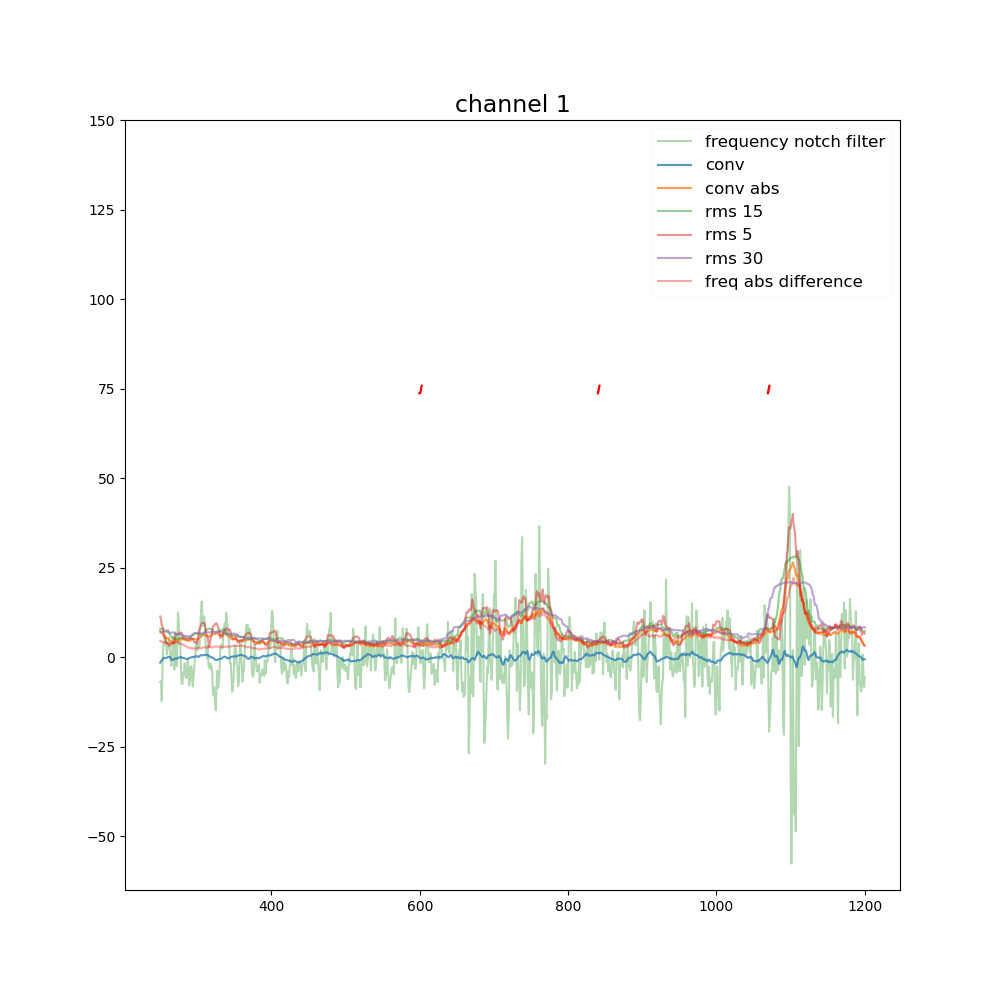 channel 1
150
125
100
75
50
25
0
−25
−50
frequency notch filter
conv
conv abs
rms 15
rms 5
rms 30
freq abs difference
400
600
800
1000
1200